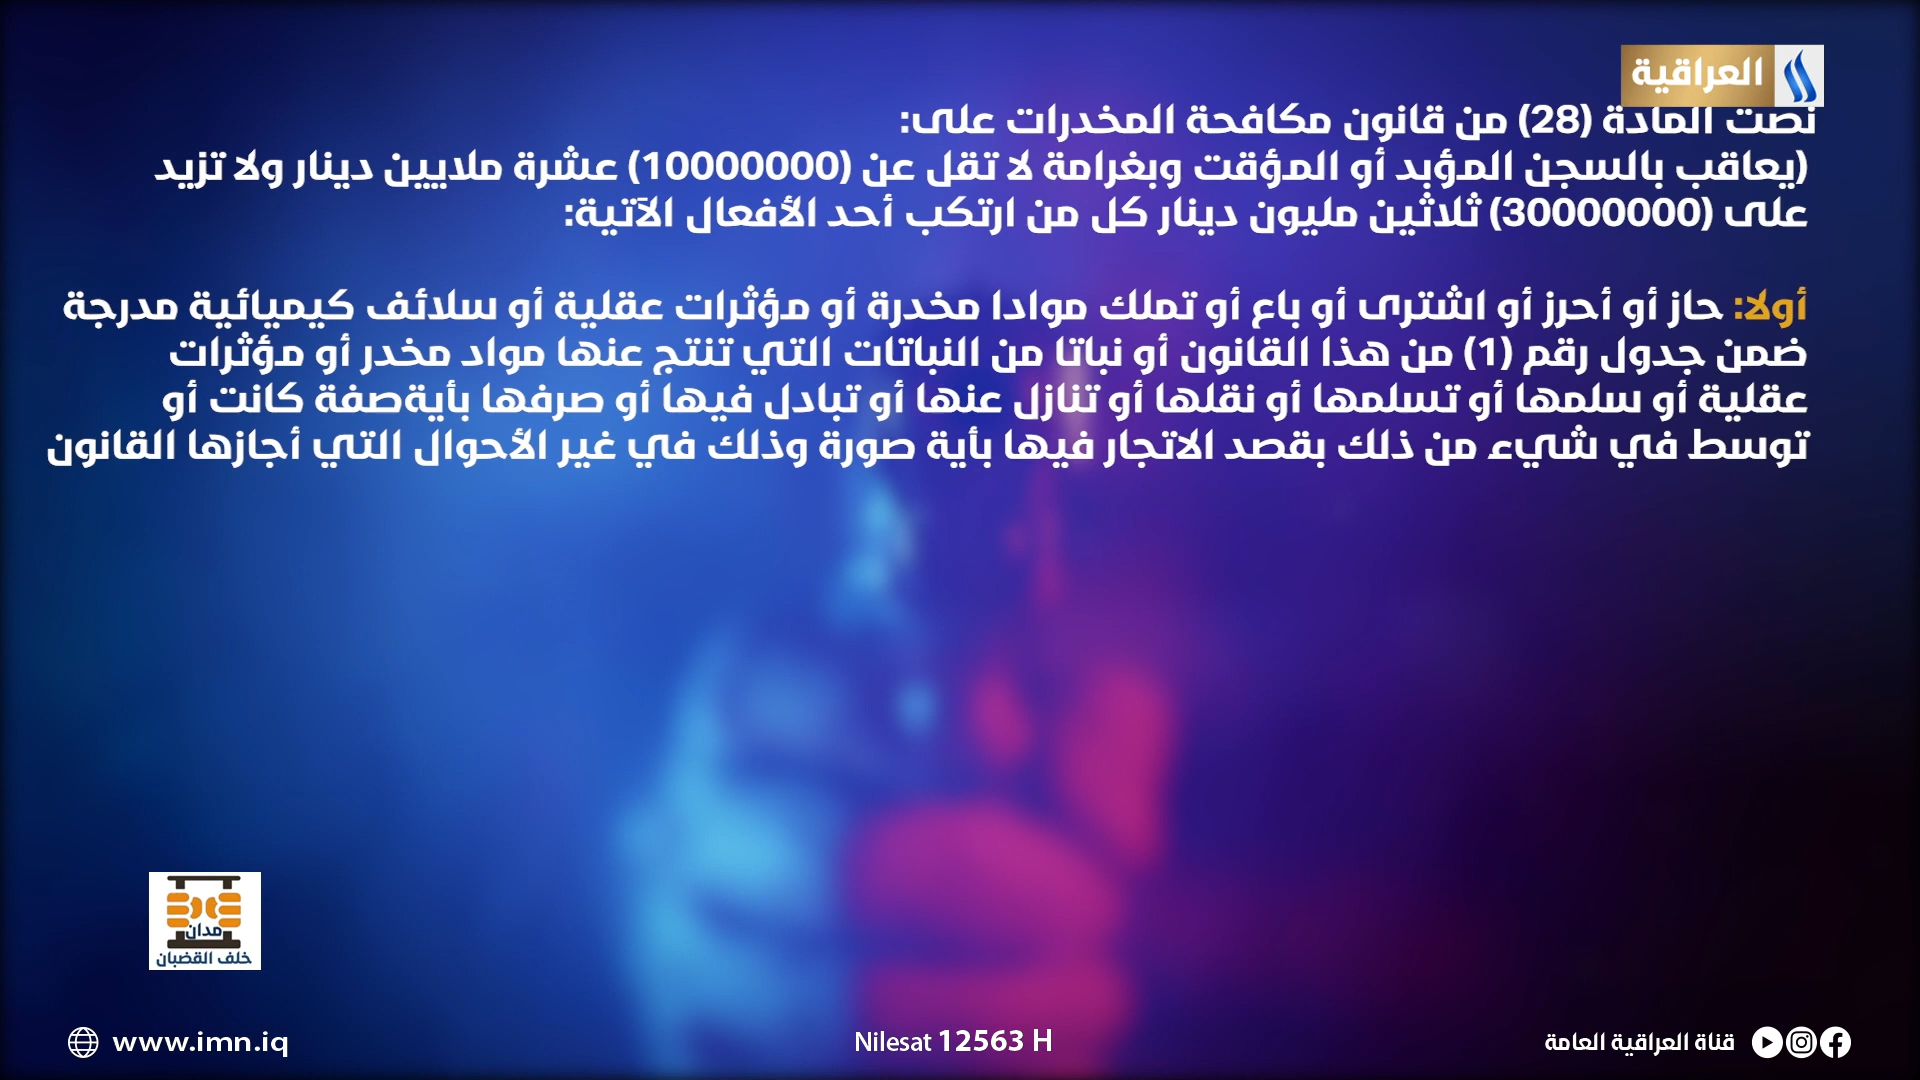 العراقية
نصت المادة (28) من قانون مكافحة المخدرات على:
(يعاقب بالسجن المؤبد أو المؤقت وبغرامة لا تقل عن (10000000) عشرة ملايين دينار ولا تزيد
على (30000000) ثلاثين مليون دينار كل من ارتكب أحد الأفعال الآتية:
أولا: حاز أو أحرز أو اشترى أو باع أو تملك موادا مخدرة أو مؤثرات عقلية أو سلائف كيميائية مدرجة
ضمن جدول رقم (1) من هذا القانون أو نباتا من النباتات التي تنتج عنها مواد مخدر أو مؤثرات
عقلية أو سلمها أو تسلمها أو نقلها أو تنازل عنها أو تبادل فيها أو صرفها بأيةصفة كانت أو
توسط في شيء من ذلك بقصد الاتجار فيها بأية صورة وذلك في غير الأحوال التي أجازها القانون
مدان
خلف القضبان
www.imn.iq
Nilesat 12563 H
قناة العراقية العامة